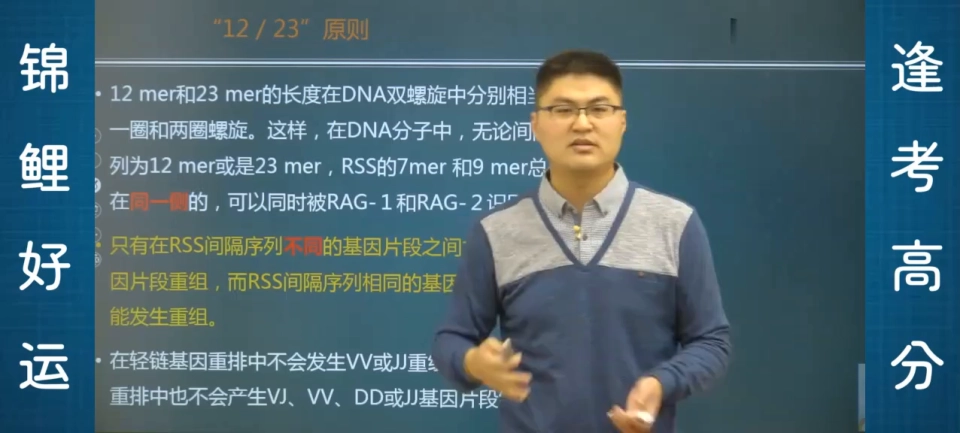 锦鲤好运
逢考高分
“12 / 23”原则
• 12 mer和23 mer的长度在DNA双螺旋中分别相当
一圈和两圈螺旋。这样，在DNA分子中，无论间
列为12 mer或是23 mer，RSS的7mer 和9 mer总
在同一侧的，可以同时被RAG-1和RAG-2识
• 只有在RSS间隔序列不同的基因片段之间
因片段重组，而RSS间隔序列相同的基因
能发生重组。
• 在轻链基因重排中不会发生VV或JJ重
重排中也不会产生VJ、VV、DD或JJ基因片段